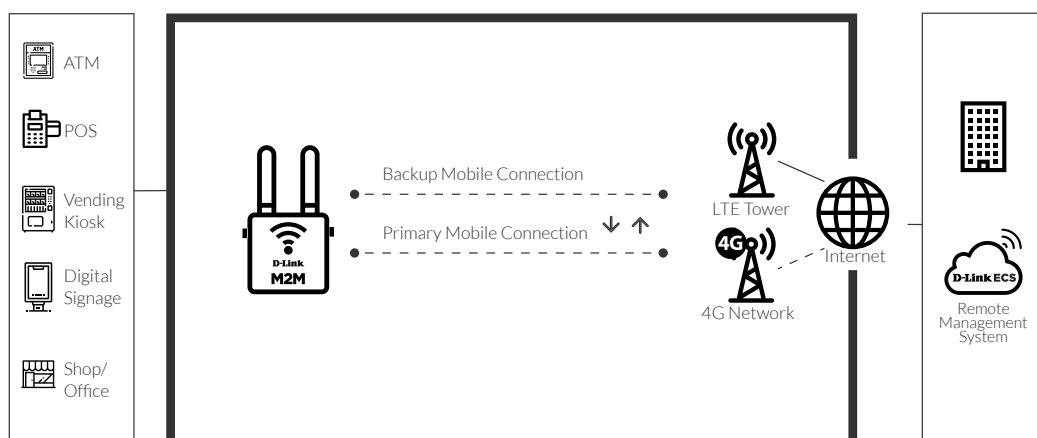 ATM
ATM
POS
Vending
Kiosk
Digital
Signage
Shop/
Office
D-Link
M2M
Backup Mobile Connection
Primary Mobile Connection
LTE Tower
4G
4G Network
Internet
D-Link ECS
Remote
Management
System